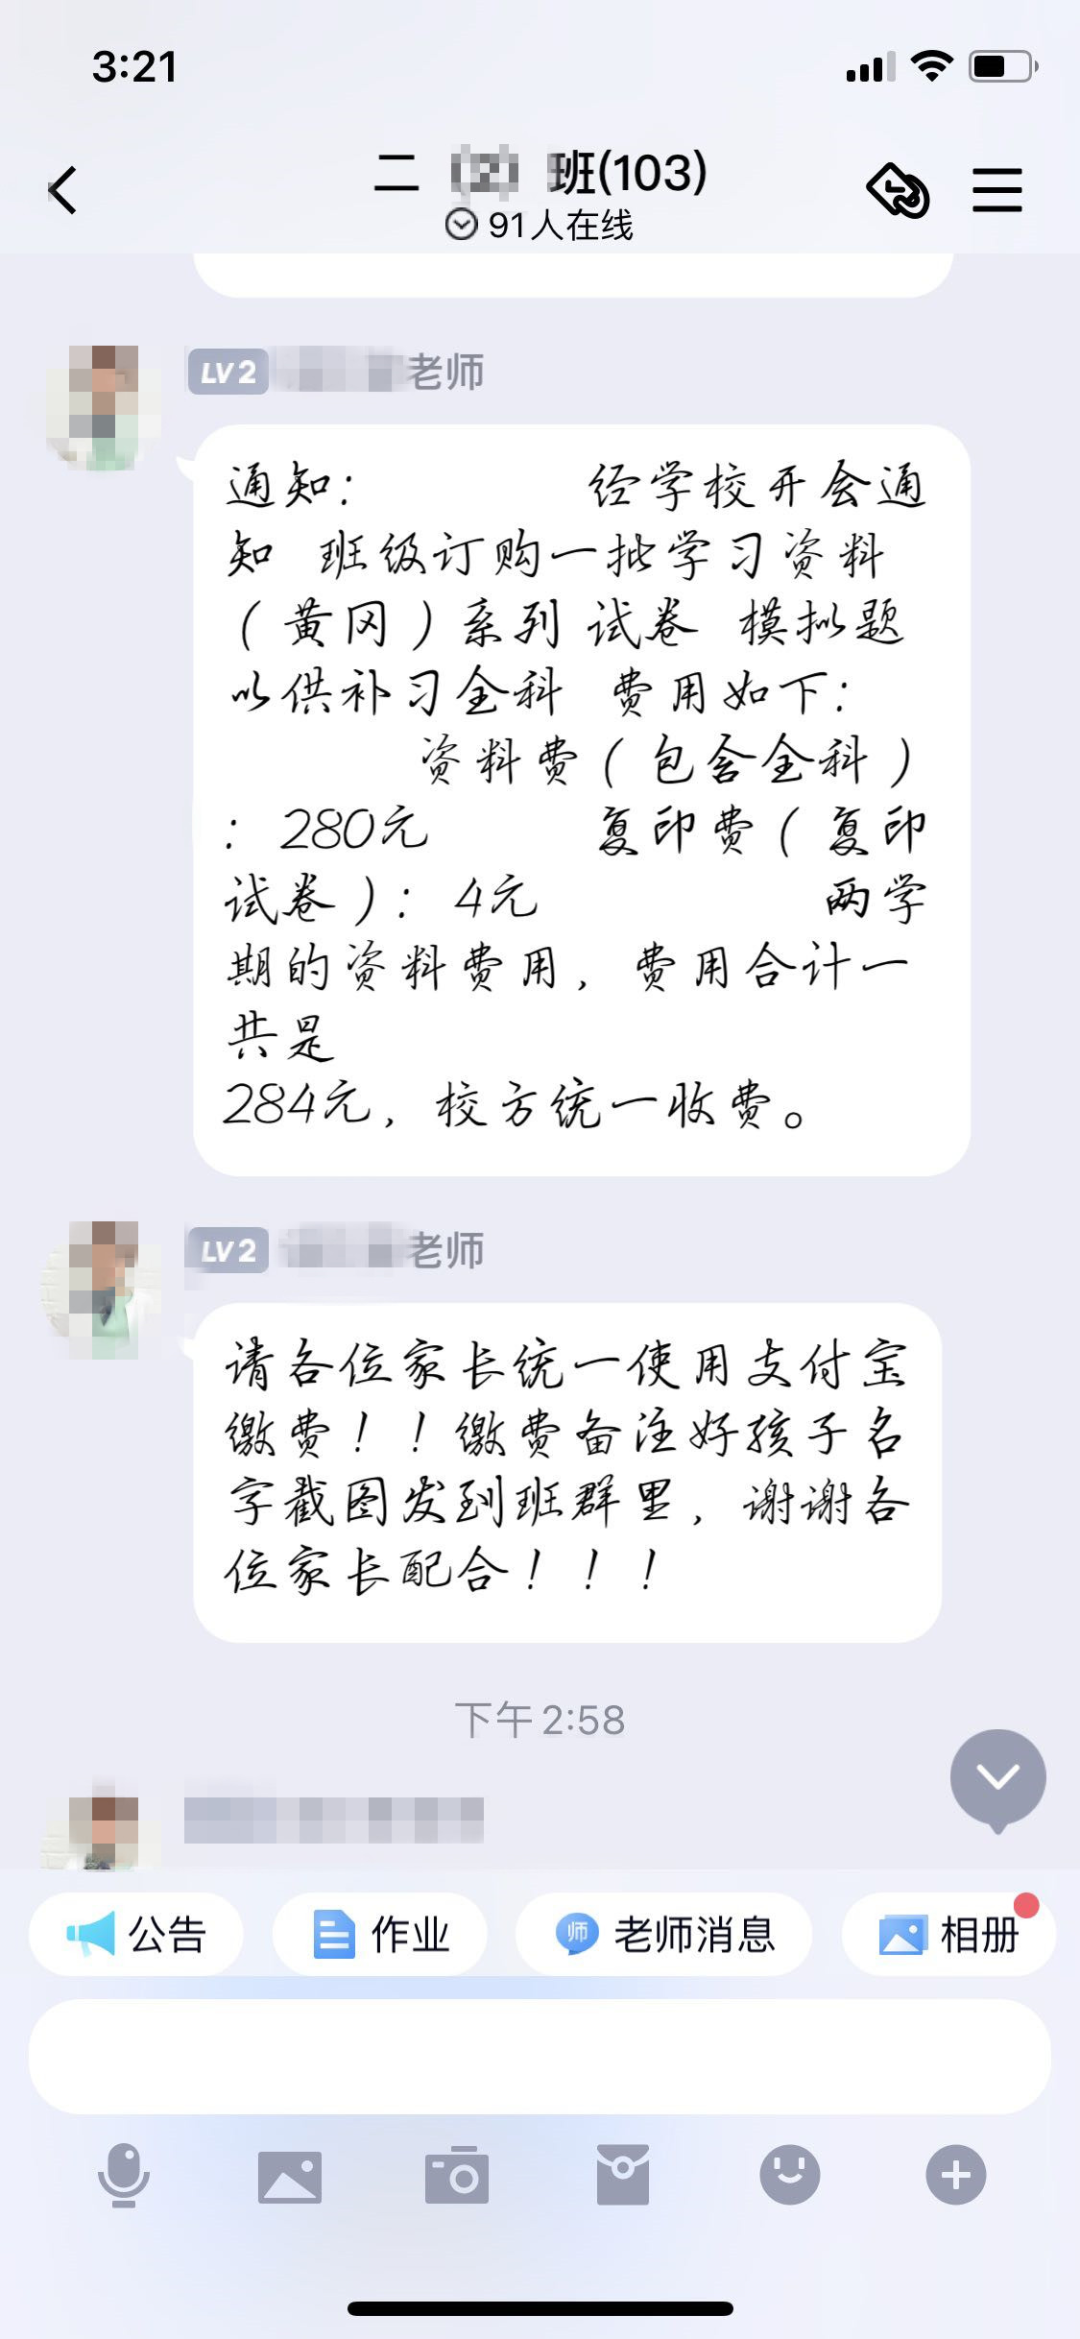 3:21
二 (2) 班(103)
91人在线
LV2 老师
通知： 经学校开会通
知 班级订购一批学习资料
（黄冈）系列 试卷 模拟题
以供补习全科 费用如下：
资料费（包含全科）
：280元 复印费（复印
试卷）：4元 两学
期的资料费用，费用合计一
共是
284元，校方统一收费。
LV2 老师
请各位家长统一使用支付宝
缴费！！缴费备注好孩子名
字截图发到班群里，谢谢各
位家长配合！！！
下午 2:58
公告 作业 师 老师消息 相册